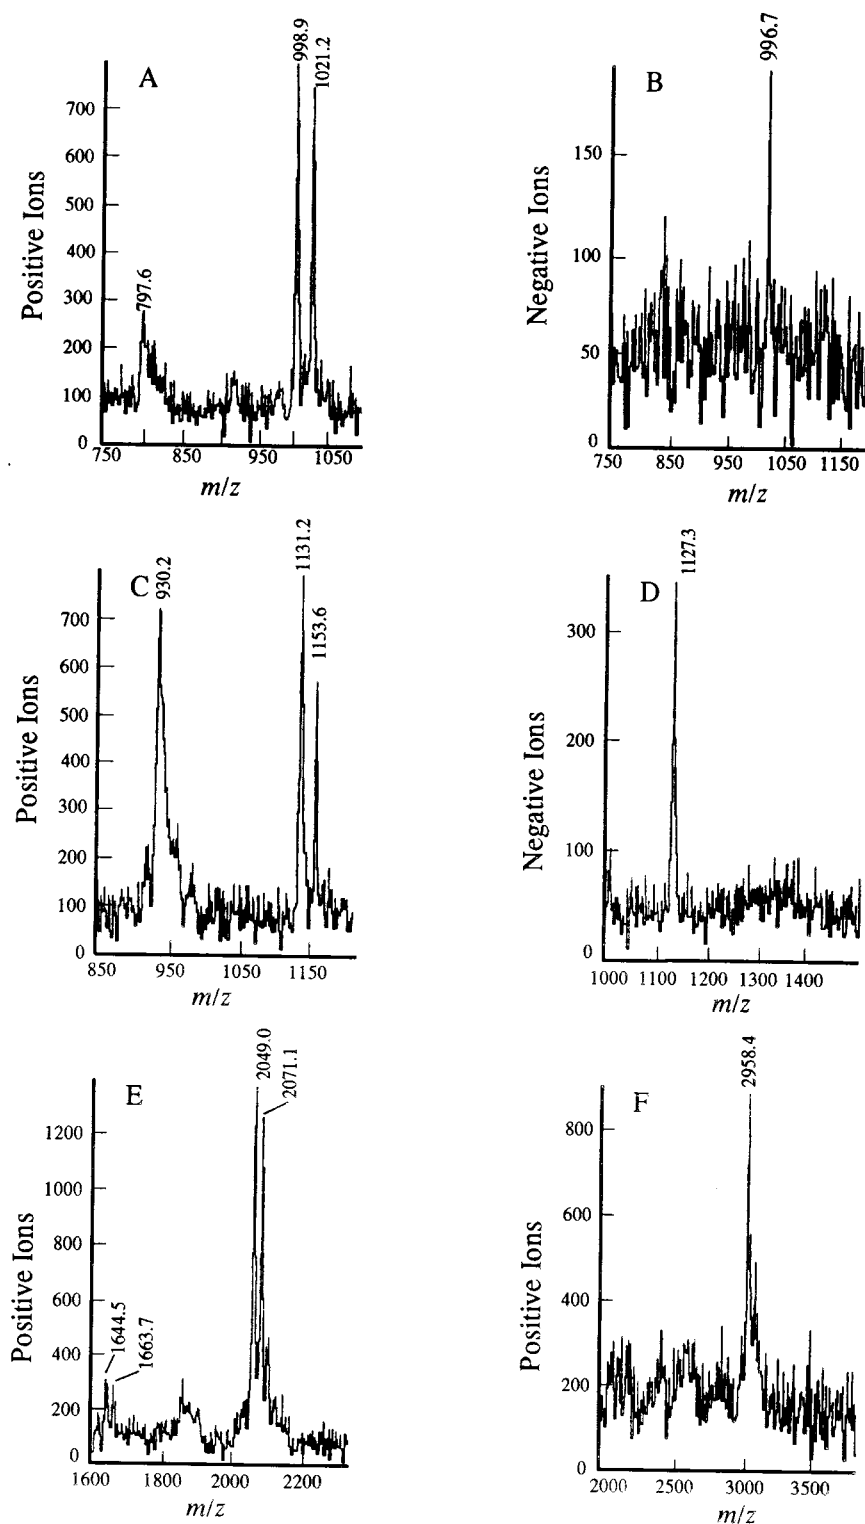 A
998.9
1021.2
797.6
Positive Ions
700
600
500
400
300
200
100
0
750 850 950 1050
m/z
B
996.7
Negative Ions
150
100
50
0
750 850 950 1050 1150
m/z
C
930.2
1131.2
1153.6
Positive Ions
700
600
500
400
300
200
100
0
850 950 1050 1150
m/z
D
1127.3
Negative Ions
300
200
100
0
1000 1100 1200 1300 1400
m/z
E
2049.0
2071.1
1644.5
1663.7
Positive Ions
1200
1000
800
600
400
200
0
1600 1800 2000 2200
m/z
F
2958.4
Positive Ions
800
600
400
200
0
2000 2500 3000 3500
m/z